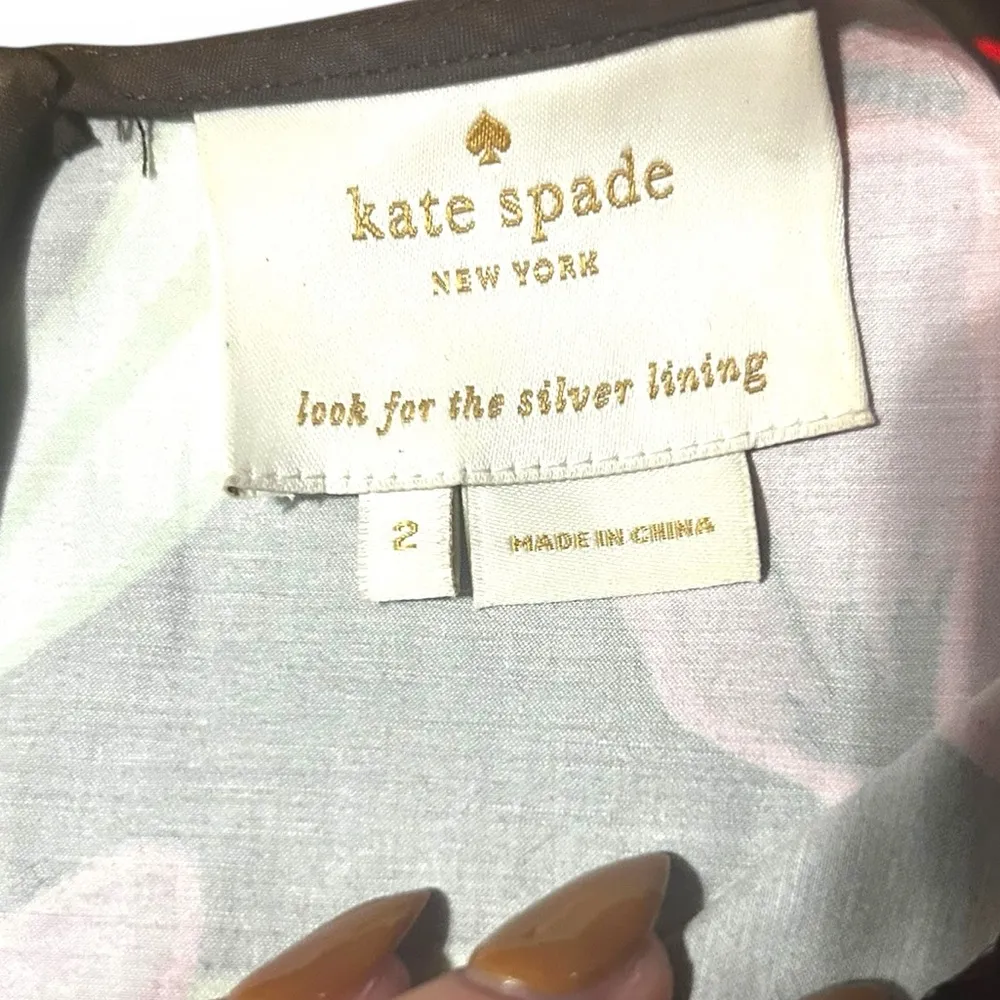 kate spade
NEW YORK
look for the silver lining
2
MADE IN CHINA